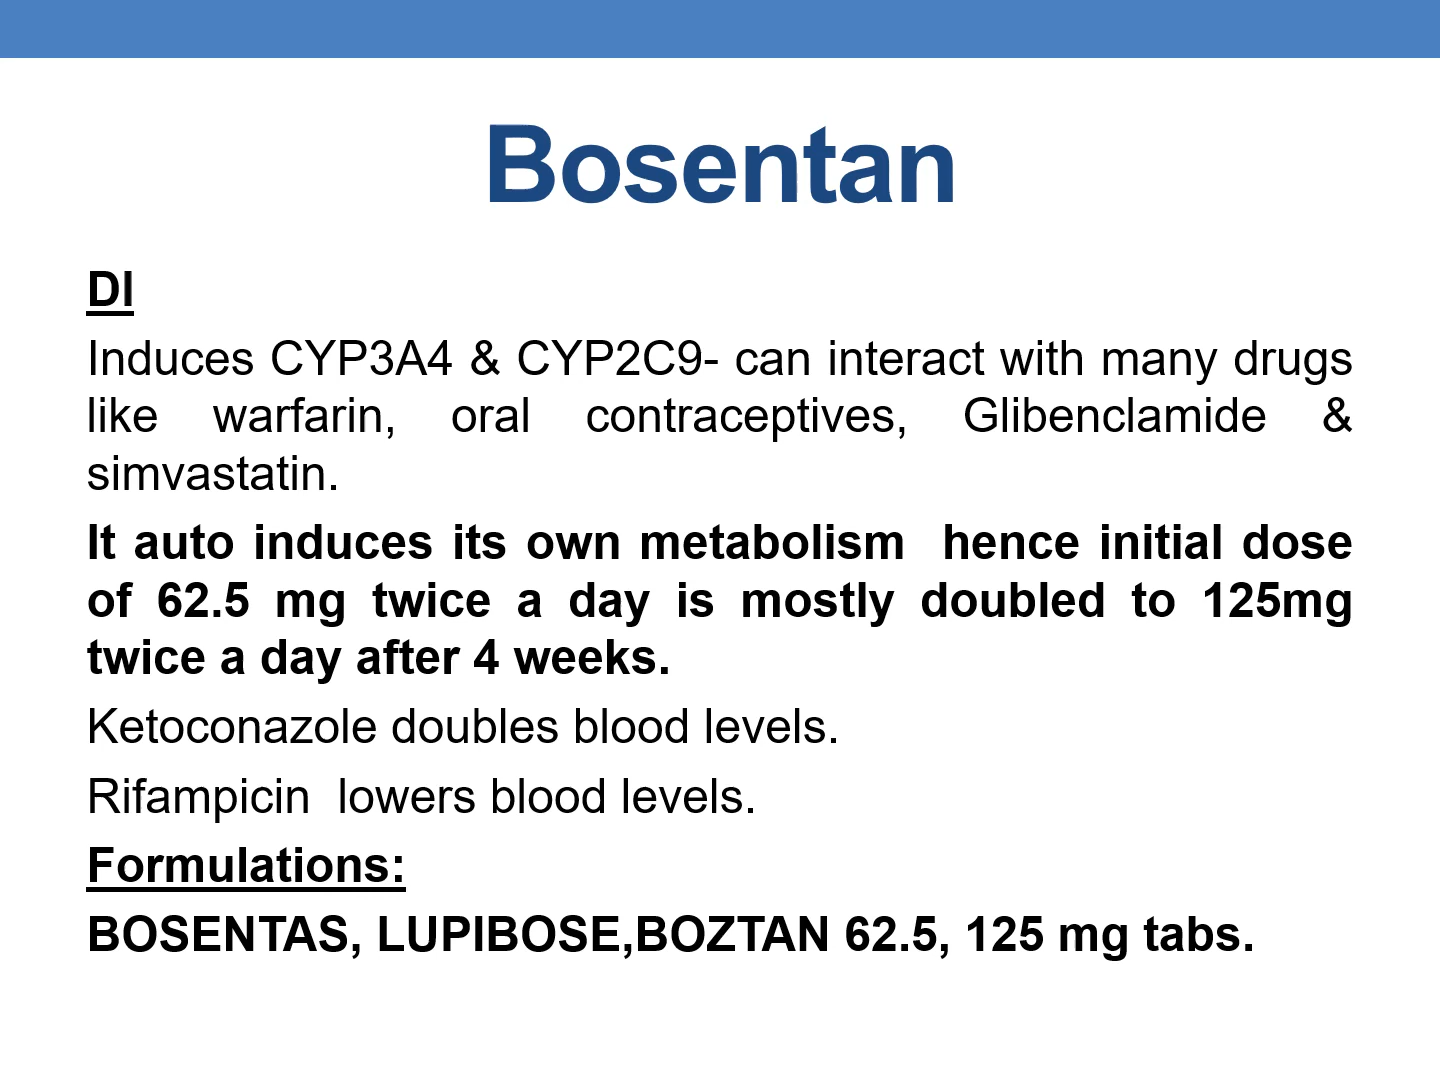 Bosentan
DI
Induces CYP3A4 & CYP2C9- can interact with many drugs
like warfarin, oral contraceptives, Glibenclamide &
simvastatin.
It auto induces its own metabolism  hence initial dose
of 62.5 mg twice a day is mostly doubled to 125mg
twice a day after 4 weeks.
Ketoconazole doubles blood levels.
Rifampicin  lowers blood levels.
Formulations:
BOSENTAS, LUPIBOSE,BOZTAN 62.5, 125 mg tabs.